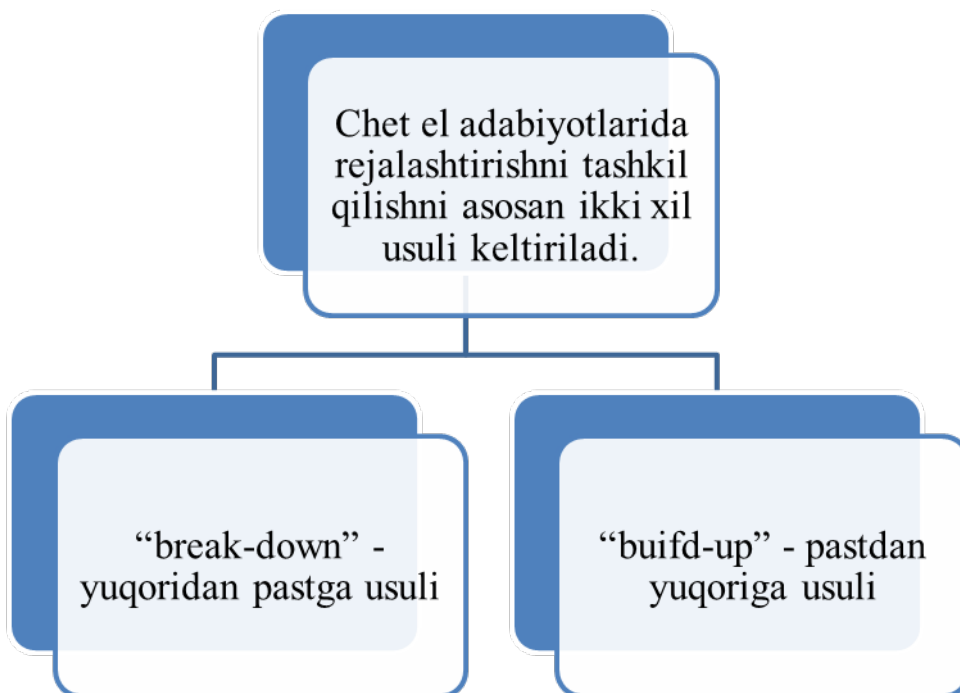 Chet el adabiyotlarida
rejalashtirishni tashkil
qilishni asosan ikki xil
usuli keltiriladi.
“break-down” -
yuqoridan pastga usuli
“buifd-up” - pastdan
yuqoriga usuli